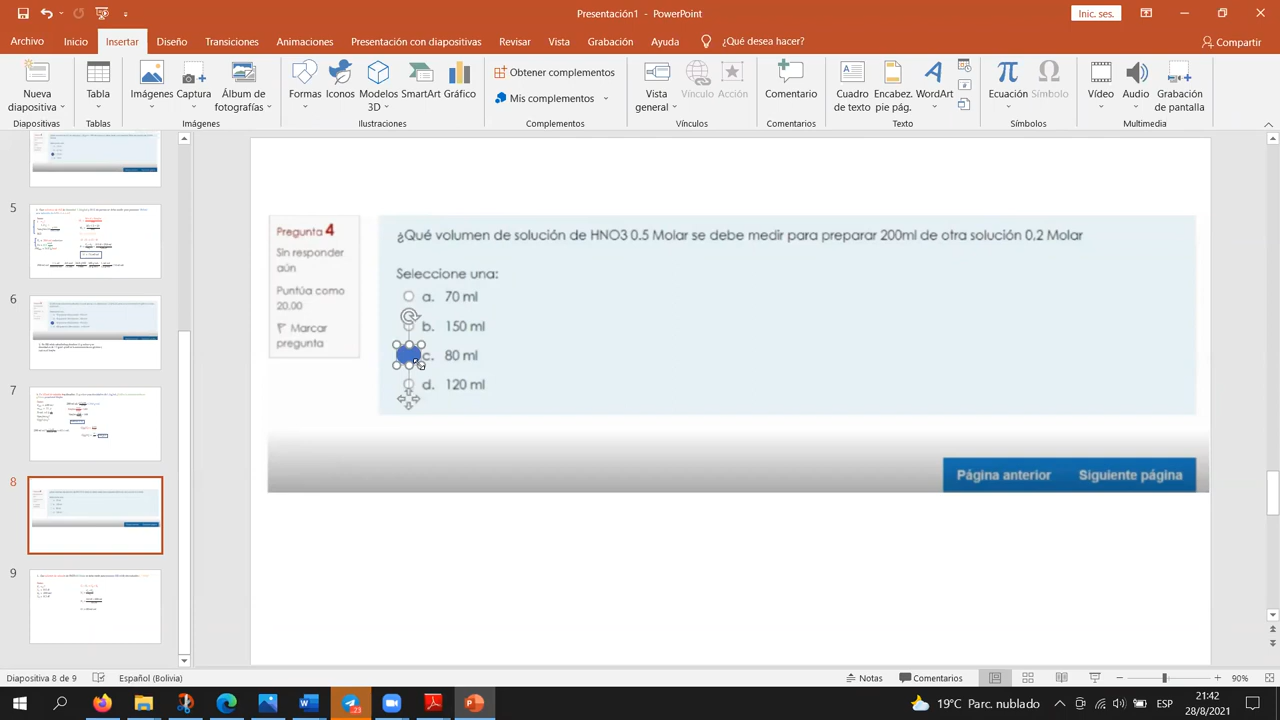 Presentación1 - PowerPoint
Inic. ses.
Archivo Inicio Insertar Diseño Transiciones Animaciones Presentación con diapositivas Revisar Vista Grabación Ayuda ¿Qué desea hacer? Compartir
Nueva diapositiva
Tabla
Imágenes
Captura
Álbum de fotografías
Formas
Iconos
Modelos 3D
SmartArt
Gráfico
Obtener complementos
Mis complementos
Vista general
Vínculo
Acción
Comentario
Cuadro de texto
Encabez. pie pág.
WordArt
Ecuación
Símbolo
Vídeo
Audio
Grabación de pantalla
Diapositivas Tablas Imágenes Ilustraciones Complementos Vínculos Comentarios Texto Símbolos Multimedia
5
6
7
8
9
Pregunta 4
Sin responder
aún
Puntúa como
20,00
Marcar
pregunta
¿Qué volumen de solución de HNO3 0.5 Molar se debe medir para preparar 200ml de otra solución 0.2 Molar
Seleccione una:
a. 70 ml
b. 150 ml
c. 80 ml
d. 120 ml
Página anterior Siguiente página
Diapositiva 8 de 9 Español (Bolivia) Notas Comentarios 90%
23
19°C Parc. nublado ESP 21:42
28/8/2021